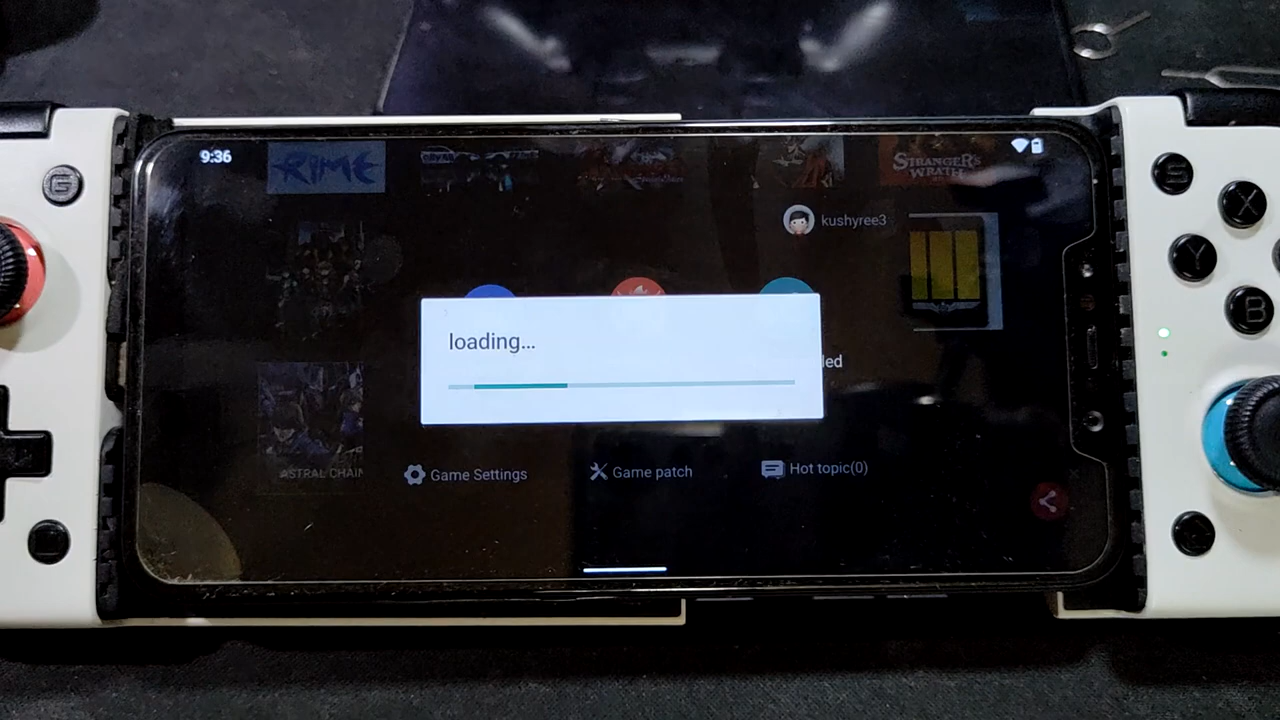 9:36
RiME
STRANGER'S
WRATH
kushyree3
loading...
led
ASTRAL CHAIN
Game Settings
Game patch
Hot topic(0)
G
S
X
Y
B